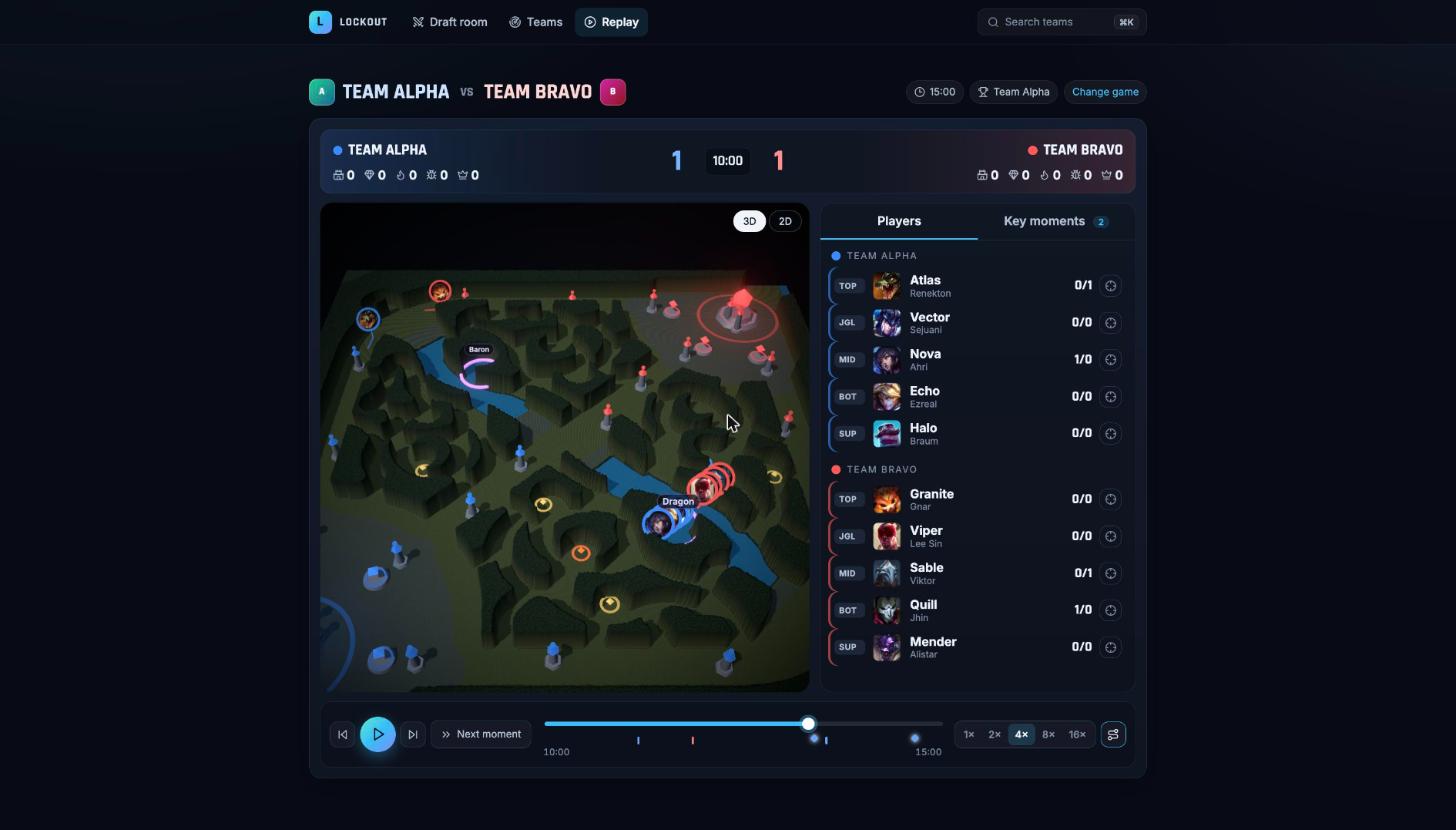 L LOCKOUT Draft room Teams Replay Search teams ⌘K
A TEAM ALPHA VS TEAM BRAVO B 15:00 Team Alpha Change game
TEAM ALPHA 1 10:00 1 TEAM BRAVO
0 0 0 0 0 0 0 0 0 0
3D 2D
Baron
Dragon
Players Key moments 2
TEAM ALPHA
TOP Atlas 0/1
Renekton
JGL Vector 0/0
Sejuani
MID Nova 1/0
Ahri
BOT Echo 0/0
Ezreal
SUP Halo 0/0
Braum
TEAM BRAVO
TOP Granite 0/0
Gnar
JGL Viper 0/0
Lee Sin
MID Sable 0/1
Viktor
BOT Quill 1/0
Jhin
SUP Mender 0/0
Alistar
Next moment
10:00 15:00
1× 2× 4× 8× 16×